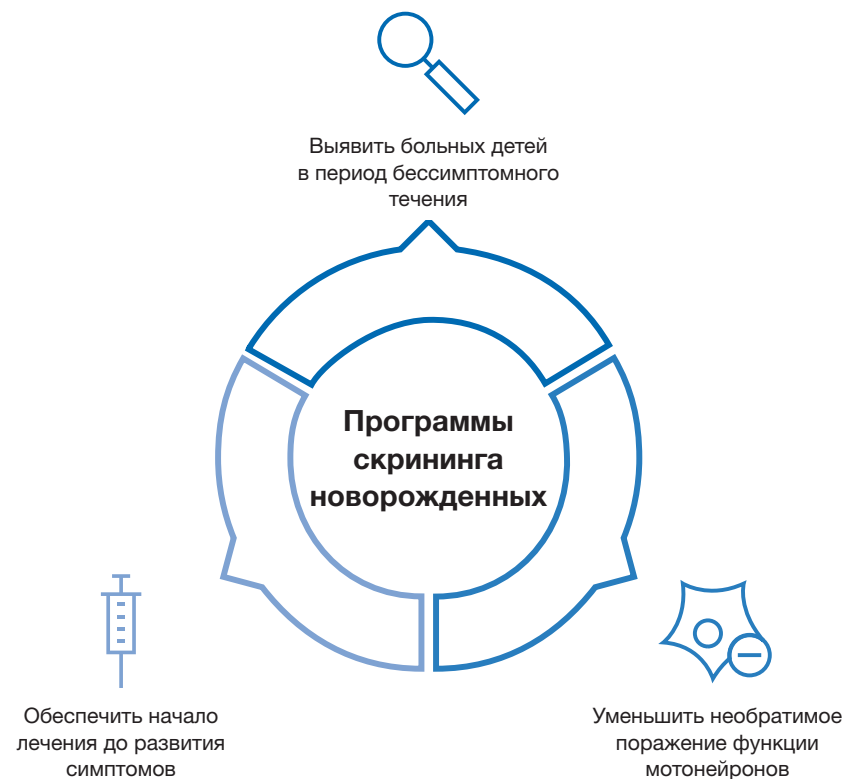 Выявить больных детей
в период бессимптомного
течения
Программы
скрининга
новорожденных
Обеспечить начало
лечения до развития
симптомов
Уменьшить необратимое
поражение функции
мотонейронов